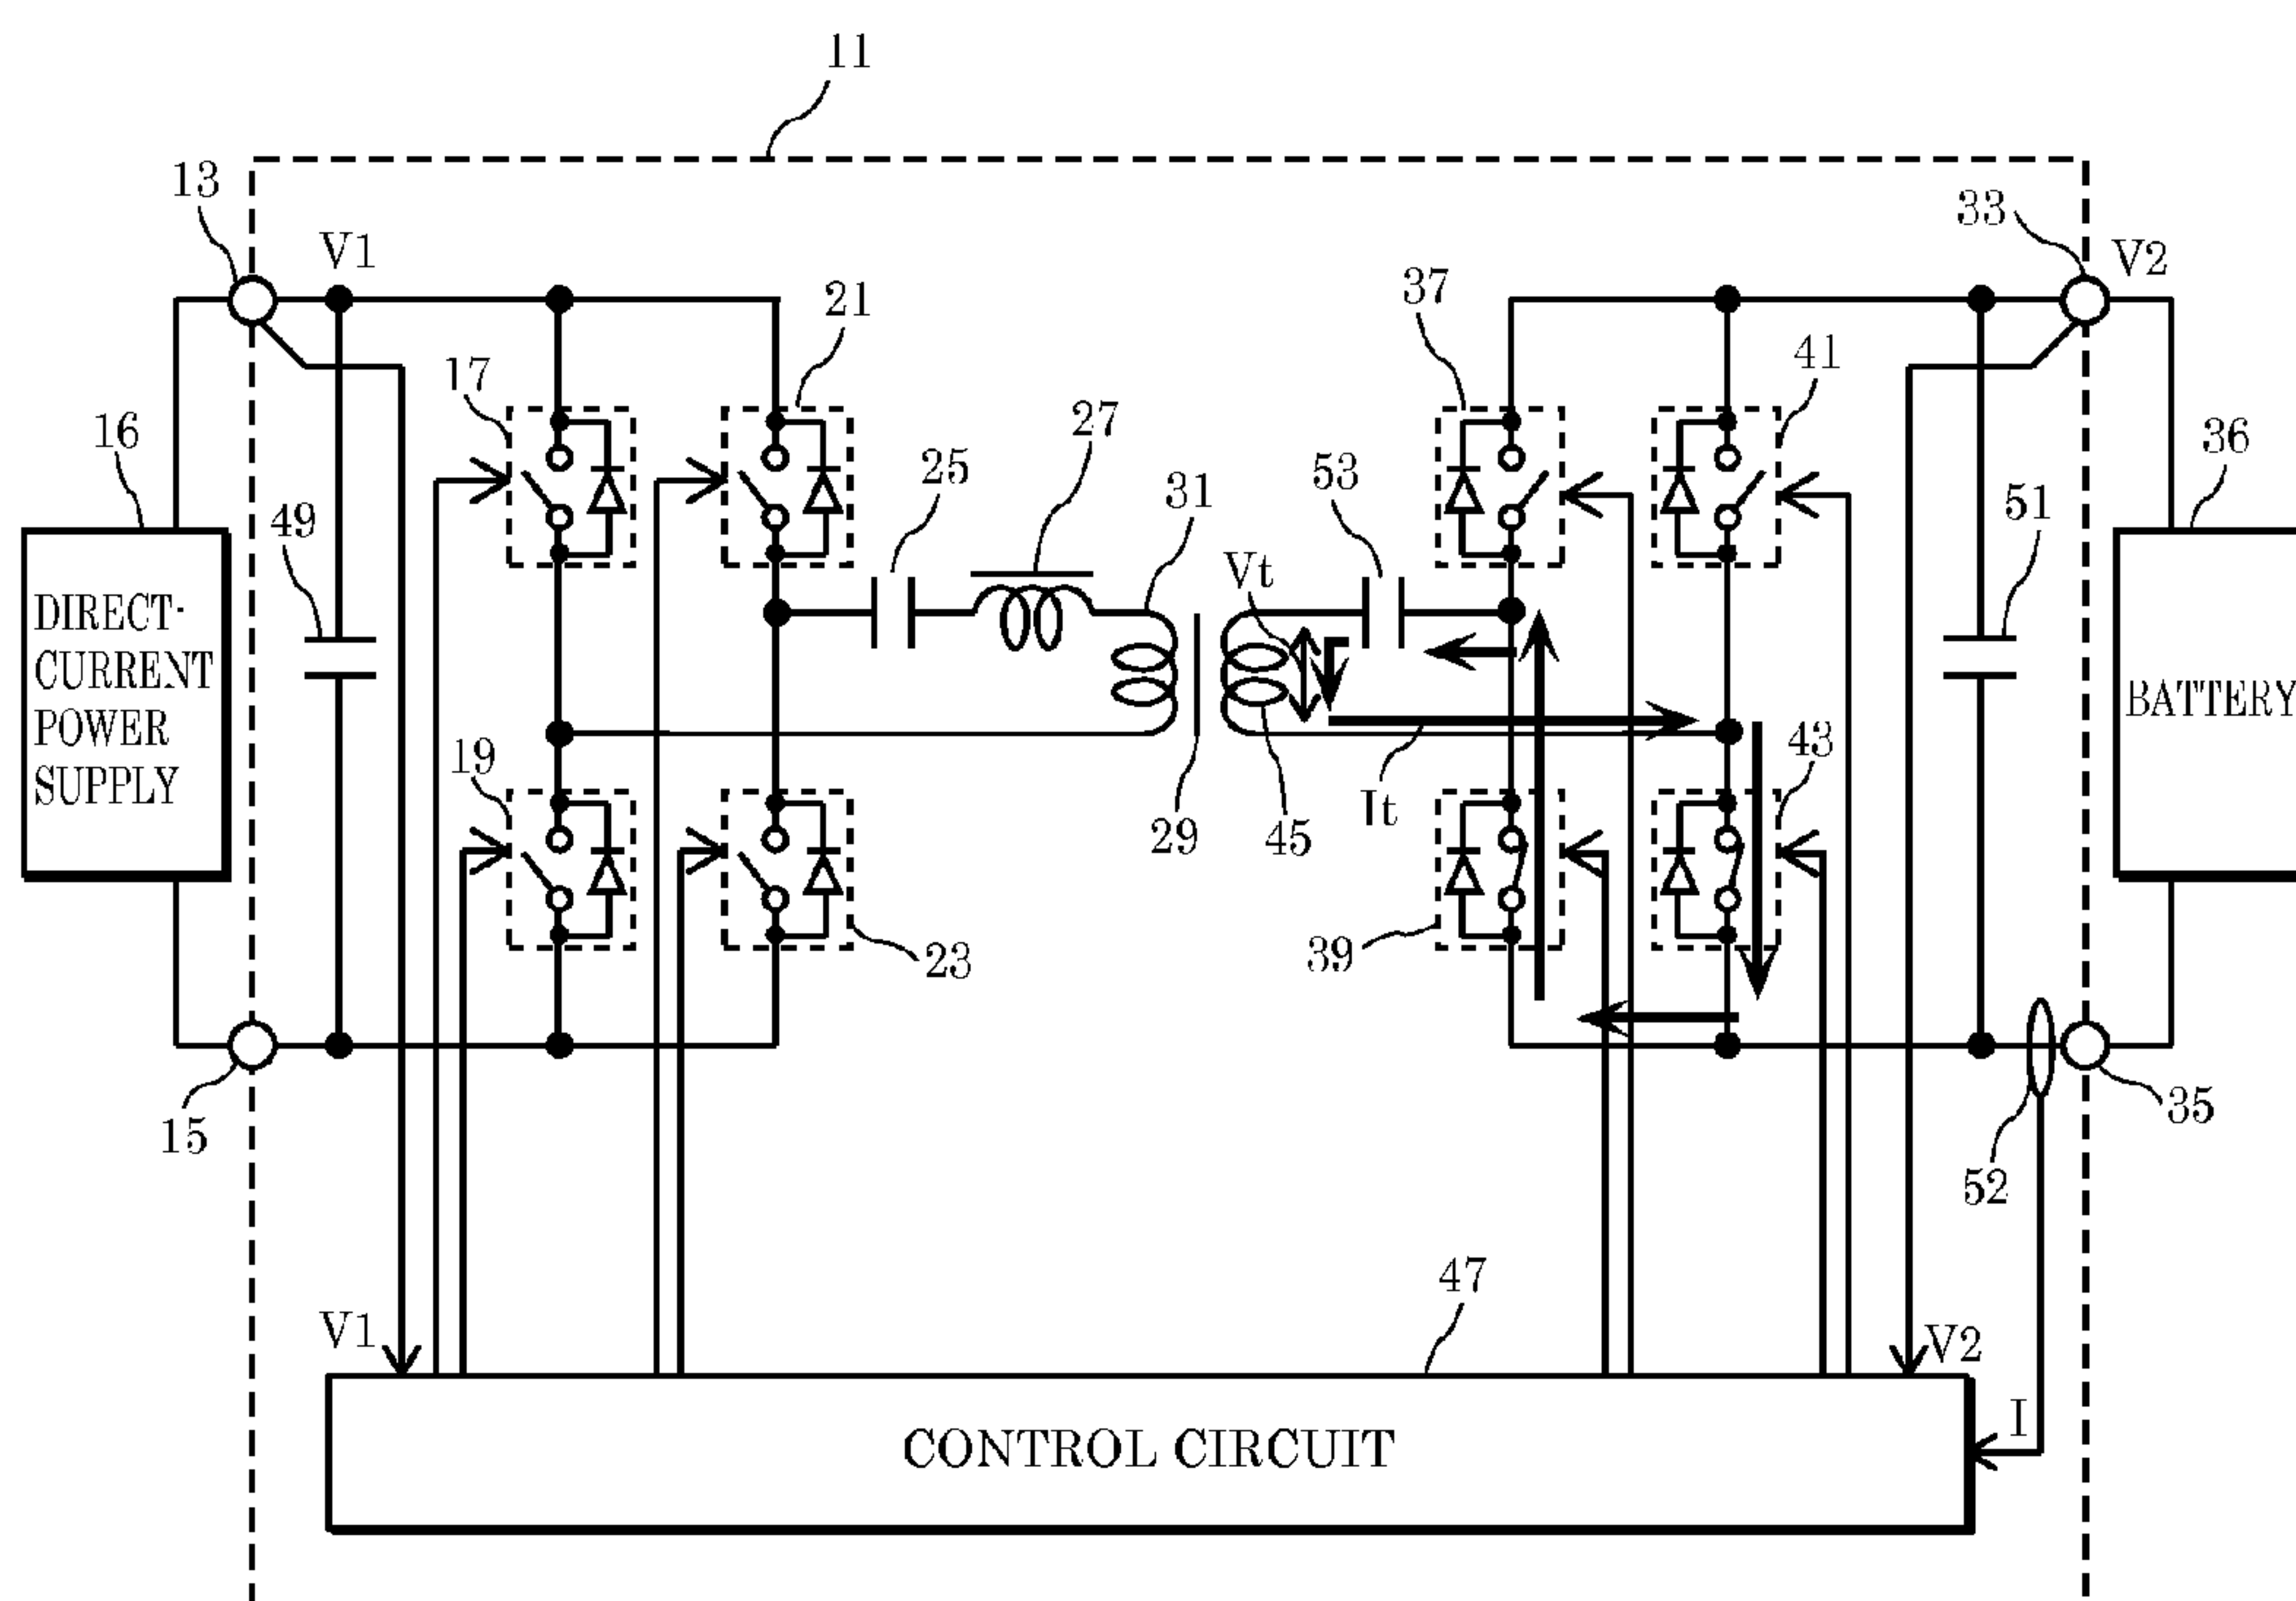 11
13
V1
33
V2
21
37
17
41
16
27
36
25
53
31
51
49
Vt
DIRECT-
CURRENT
POWER
SUPPLY
BATTERY
19
43
It
29
45
39
23
15
35
52
47
V1
V2
I
CONTROL CIRCUIT